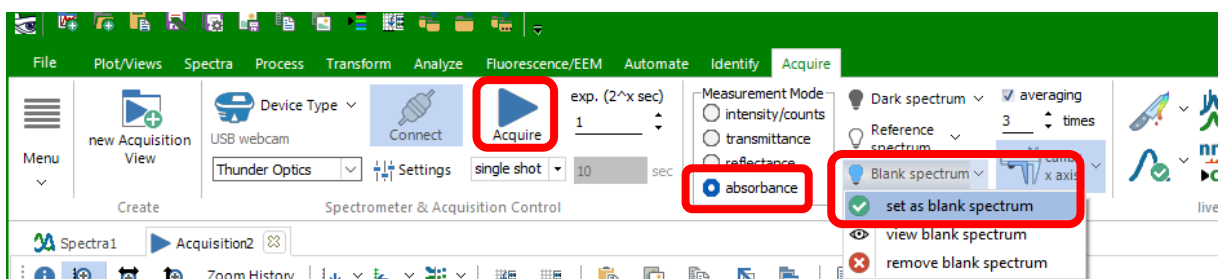 File Plot/Views Spectra Process Transform Analyze Fluorescence/EEM Automate Identify Acquire
Menu
new Acquisition
View
Create
Device Type
USB webcam
Thunder Optics
Connect
Settings
Acquire
single shot
exp. (2^x sec)
1
10 sec
Spectrometer & Acquisition Control
Measurement Mode
intensity/counts
transmittance
reflectance
absorbance
Dark spectrum
Reference
spectrum
Blank spectrum
averaging
3 times
x axis
set as blank spectrum
view blank spectrum
remove blank spectrum
live
Spectra1 Acquisition2
Zoom History